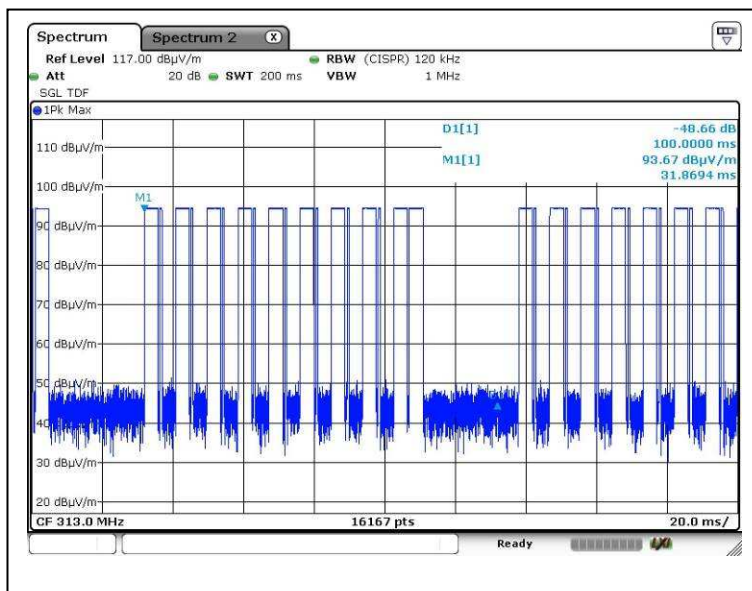 Spectrum Spectrum 2 X
Ref Level 117.00 dBµV/m RBW (CISPR) 120 kHz
Att 20 dB SWT 200 ms VBW 1 MHz
SGL TDF
1Pk Max
D1[1] -48.66 dB
100.0000 ms
M1[1] 93.67 dBµV/m
31.8694 ms
110 dBµV/m
100 dBµV/m
M1
90 dBµV/m
80 dBµV/m
70 dBµV/m
60 dBµV/m
50 dBµV/m
40 dBµV/m
30 dBµV/m
20 dBµV/m
CF 313.0 MHz 16167 pts 20.0 ms/
Ready